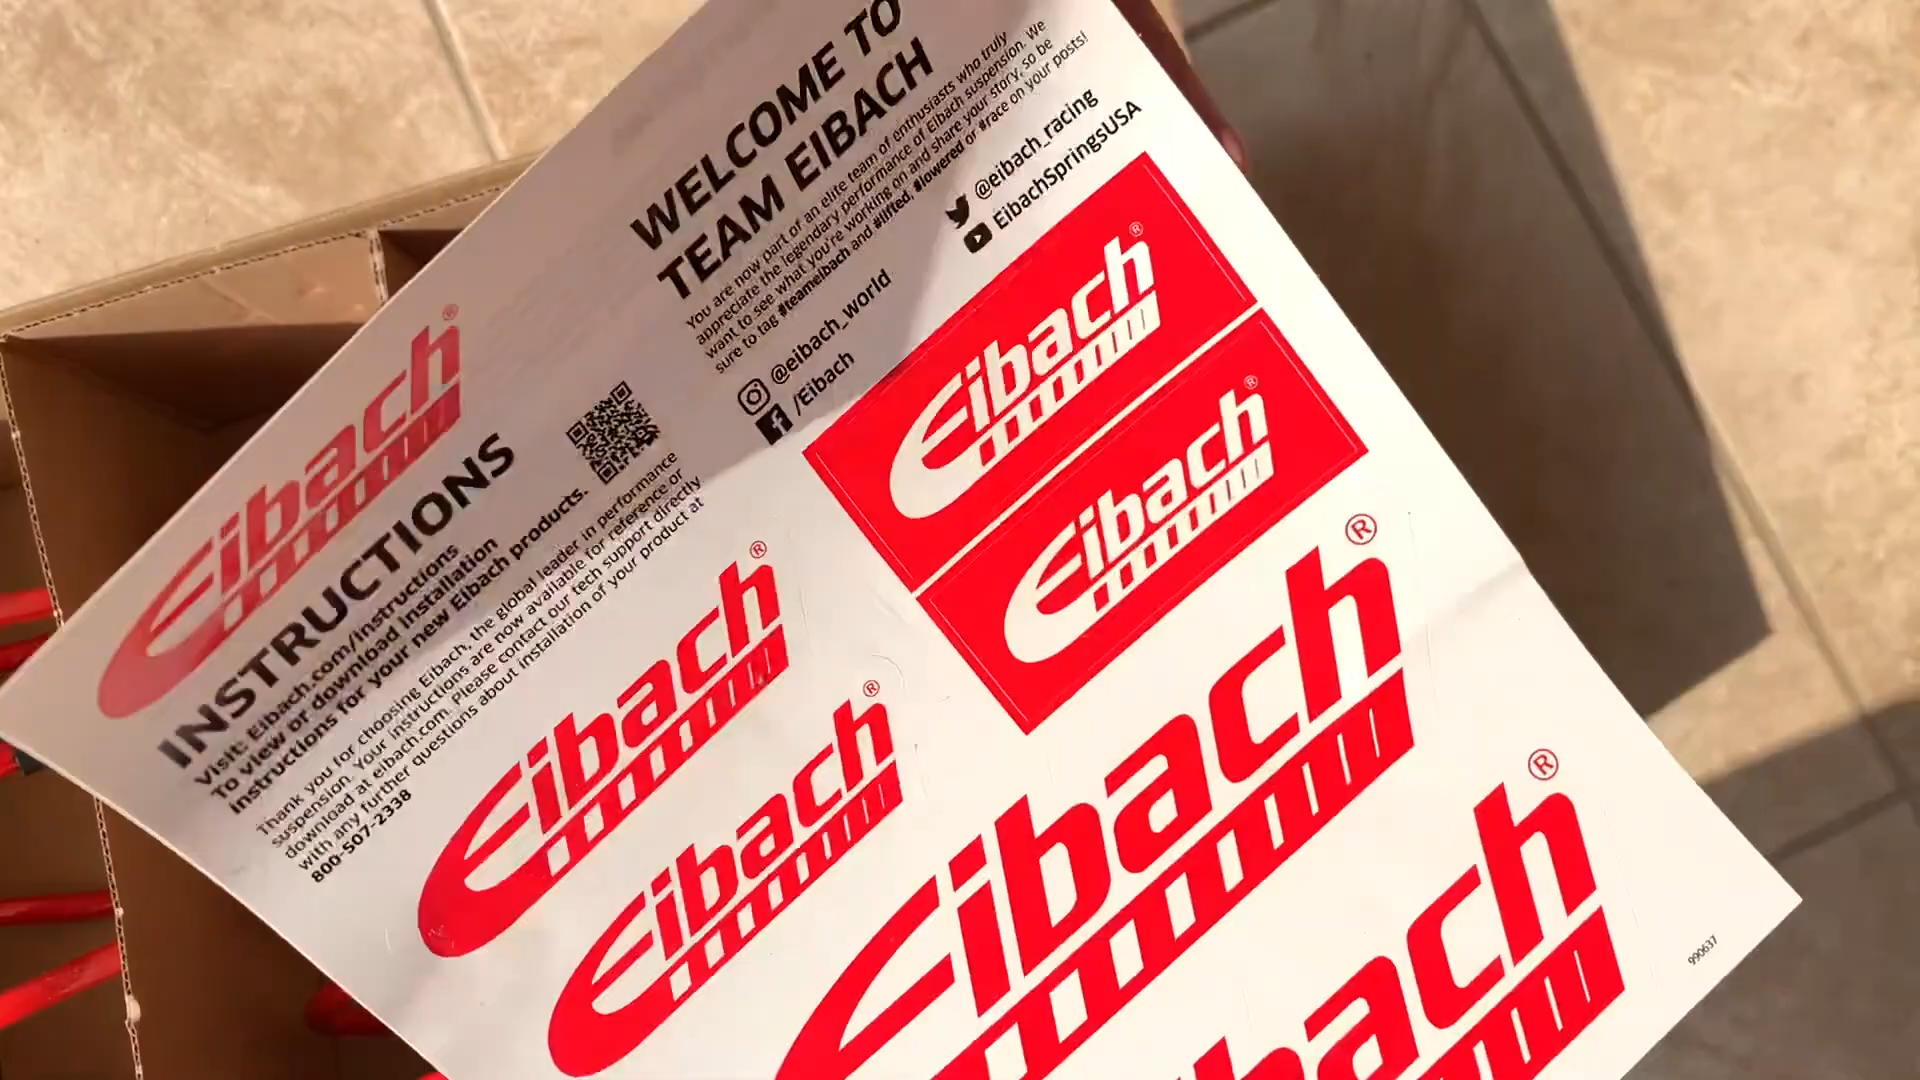 Eibach®
INSTRUCTIONS
Visit: Eibach.com/instructions
To view or download installation
instructions for your new Eibach products.
Thank you for choosing Eibach, the global leader in performance
suspension. Your instructions are now available for reference or
download at eibach.com. Please contact our tech support directly
with any further questions about installation of your product at
800-507-2338
WELCOME TO
TEAM EIBACH
You are now part of an elite team of enthusiasts who truly
appreciate the legendary performance of Eibach suspension. We
want to see what you're working on and share your story, so be
sure to tag #teameibach and #lifted, #lowered or #race on your posts!
@eibach_world
/Eibach
@eibach_racing
EibachSpringsUSA
Eibach®
Eibach®
Eibach®
Eibach®
Eibach®
Eibach®
990637